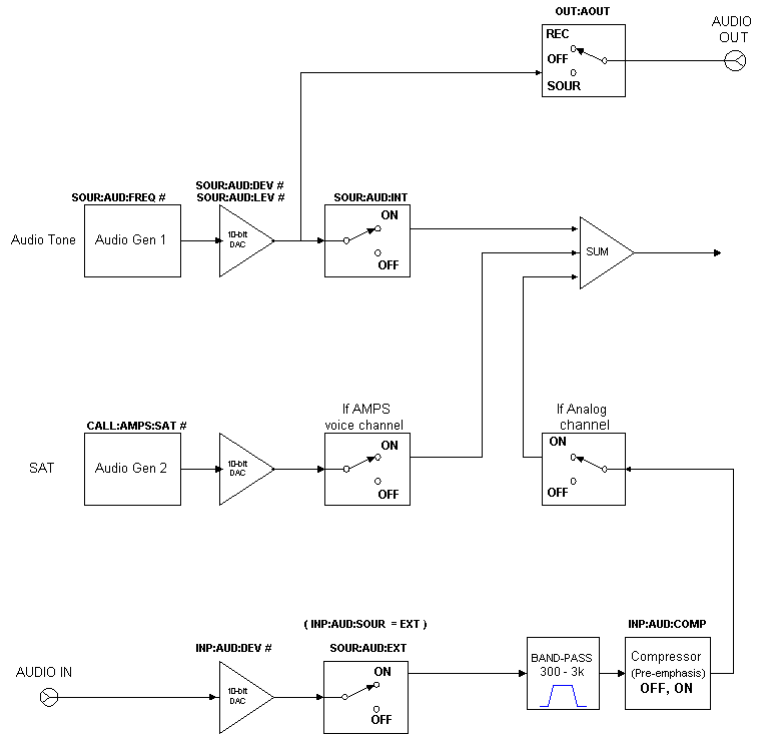 OUT:AOUT
AUDIO
OUT
REC
OFF
SOUR
SOUR:AUD:DEV #
SOUR:AUD:LEV #
SOUR:AUD:FREQ #
SOUR:AUD:INT
Audio Tone
Audio Gen 1
10-bit
DAC
ON
OFF
SUM
If AMPS
voice channel
If Analog
channel
CALL:AMPS:SAT #
SAT
Audio Gen 2
10-bit
DAC
ON
OFF
ON
OFF
( INP:AUD:SOUR = EXT )
INP:AUD:DEV #
SOUR:AUD:EXT
INP:AUD:COMP
AUDIO IN
10-bit
DAC
ON
OFF
BAND-PASS
300 - 3k
Compressor
(Pre-emphasis)
OFF, ON